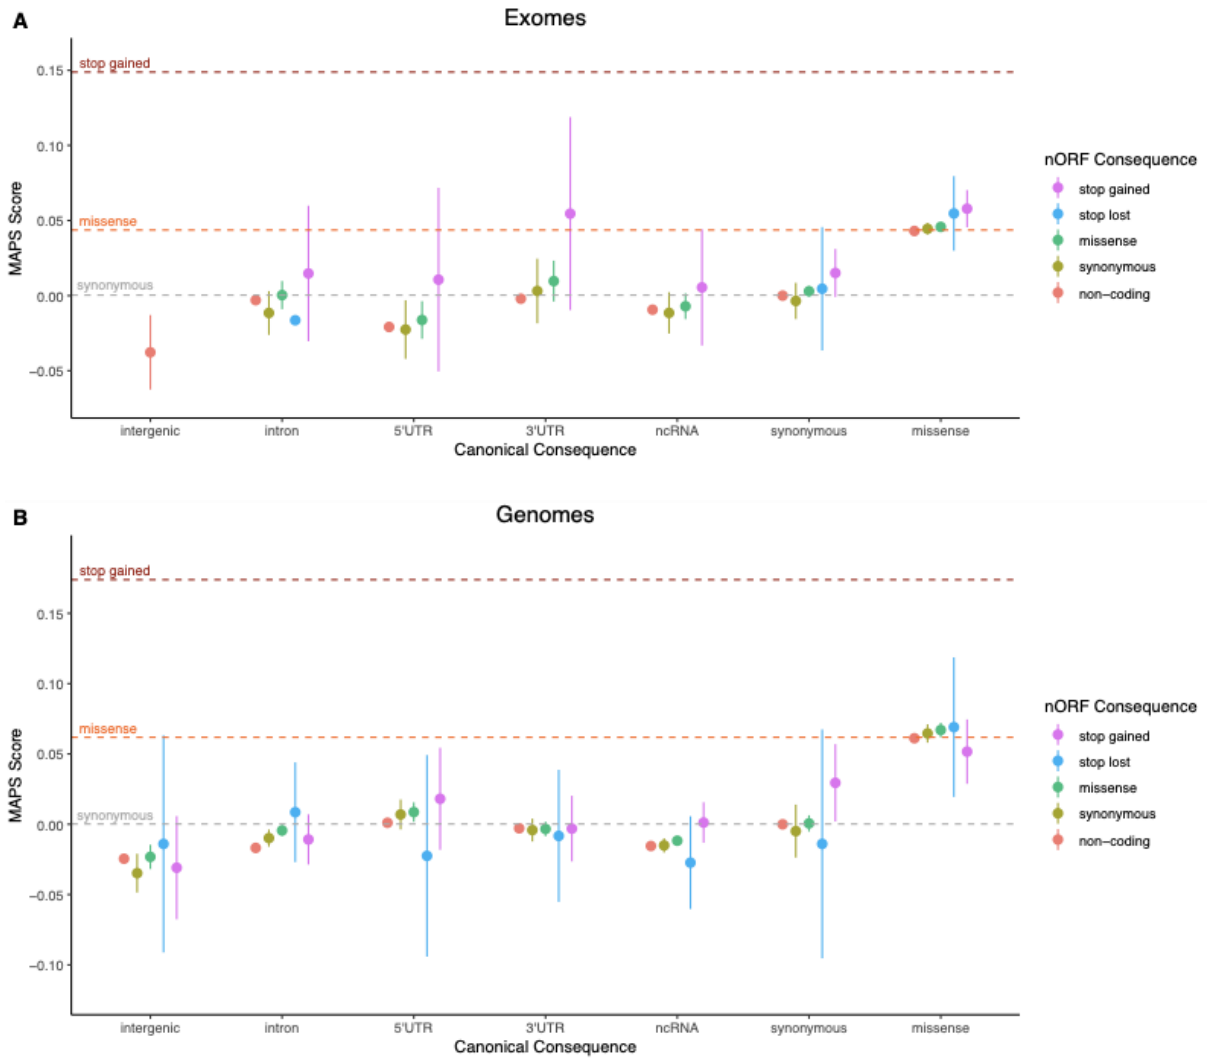 A
Exomes
stop gained
0.15
0.10
missense
0.05
synonymous
0.00
−0.05
MAPS Score
intergenic intron 5'UTR 3'UTR ncRNA synonymous missense
Canonical Consequence
nORF Consequence
stop gained
stop lost
missense
synonymous
non−coding
B
Genomes
stop gained
0.15
0.10
missense
0.05
synonymous
0.00
−0.05
−0.10
MAPS Score
intergenic intron 5'UTR 3'UTR ncRNA synonymous missense
Canonical Consequence
nORF Consequence
stop gained
stop lost
missense
synonymous
non−coding